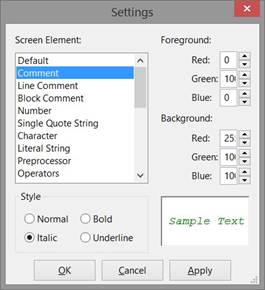 Settings
Screen Element:
Default
Comment
Line Comment
Block Comment
Number
Single Quote String
Character
Literal String
Preprocessor
Operators
Style
Normal
Bold
Italic
Underline
Foreground:
Red: 0
Green: 10
Blue: 0
Background:
Red: 25
Green: 10
Blue: 10
Sample Text
OK
Cancel
Apply